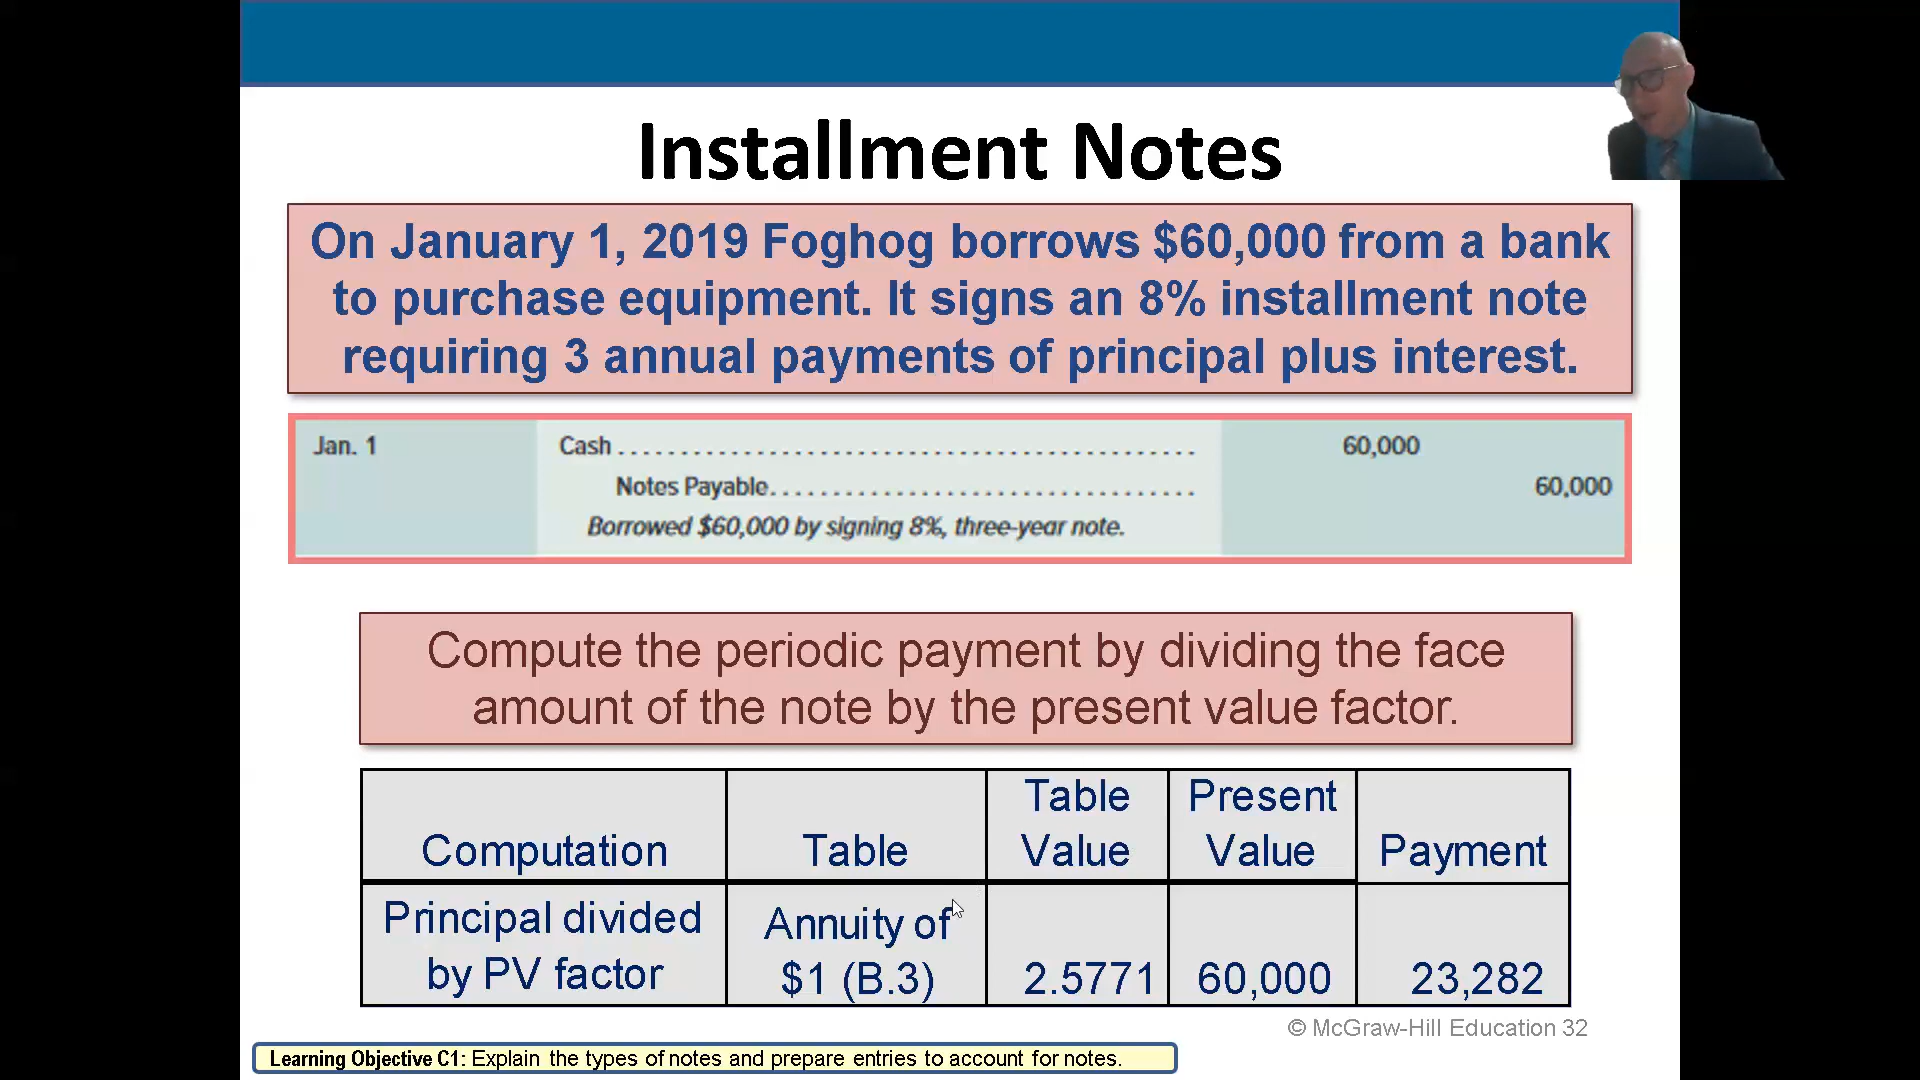 Installment Notes
On January 1, 2019 Foghog borrows $60,000 from a bank
to purchase equipment. It signs an 8% installment note
requiring 3 annual payments of principal plus interest.
Jan. 1 Cash ................................................ 60,000
Notes Payable................................... 60,000
Borrowed $60,000 by signing 8%, three-year note.
Compute the periodic payment by dividing the face
amount of the note by the present value factor.
Computation Table Table Value Present Value Payment
Principal divided by PV factor Annuity of $1 (B.3) 2.5771 60,000 23,282
© McGraw-Hill Education 32
Learning Objective C1: Explain the types of notes and prepare entries to account for notes.